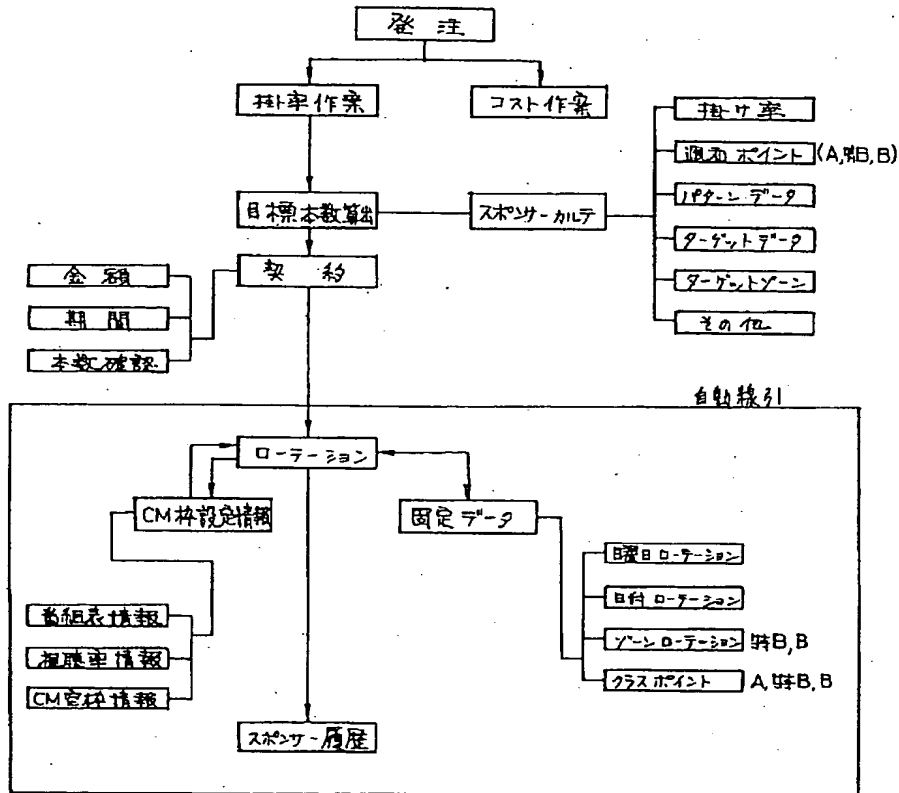 発注
掛率作案
コスト作案
掛け率
週和ポイント (A,特B,B)
パターンデータ
目標本数算出
スポンサーカルテ
ターゲットデータ
契約
金額
ターゲットゾーン
期間
その他
本数確認
自動線引
ローテーション
CM枠設定情報
固定データ
日曜日ローテーション
日付ローテーション
番組表情報
ゾーンローテーション 特B,B
視聴率情報
クラスポイント A,特B,B
CM空枠情報
スポンサー履歴